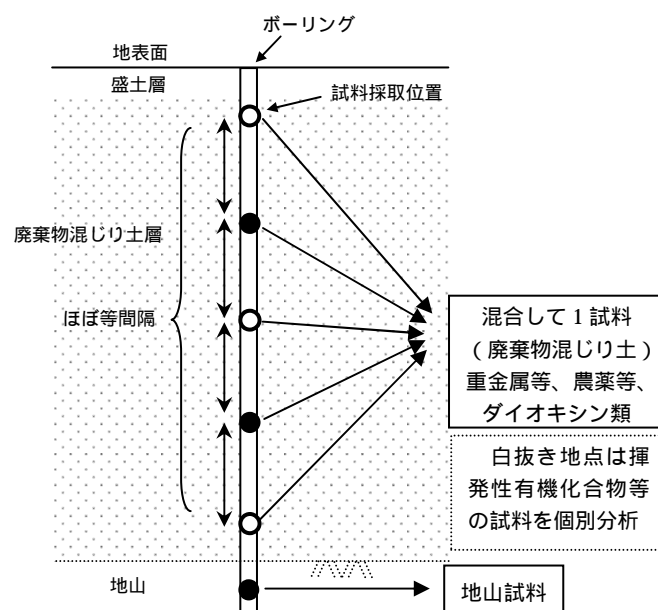 ボーリング
地表面
盛土層
試料採取位置
廃棄物混じり土層
ほぼ等間隔
混合して 1 試料
(廃棄物混じり土)
重金属等、農薬等、
ダイオキシン類
白抜き地点は揮
発性有機化合物等
の試料を個別分析
地山
地山試料